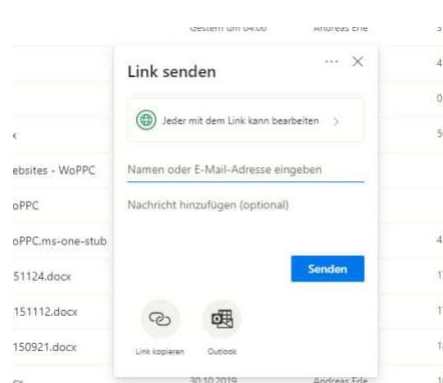 Gestern um 04:00 Andreas Erle
Link senden
Jeder mit dem Link kann bearbeiten
ebsites - WoPPC
Namen oder E-Mail-Adresse eingeben
oPPC
Nachricht hinzufügen (optional)
oPPC.ms-one-stub
51124.docx
Senden
151112.docx
150921.docx
Link kopieren Outlook
30.10.2019 Andreas Erle